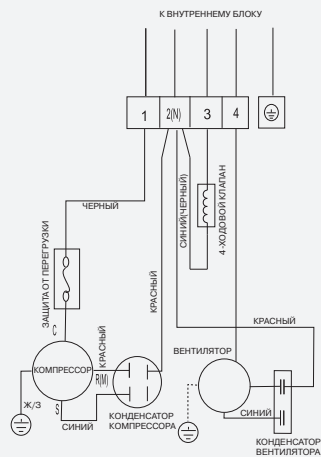 К ВНУТРЕННЕМУ БЛОКУ
1
2(N)
3
4
ЧЕРНЫЙ
СИНИЙ(ЧЕРНЫЙ)
4-ХОДОВОЙ КЛАПАН
ЗАЩИТА ОТ ПЕРЕГРУЗКИ
КРАСНЫЙ
КРАСНЫЙ
C
КРАСНЫЙ
R(M)
ВЕНТИЛЯТОР
КОМПРЕССОР
S
Ж/З
СИНИЙ
КОНДЕНСАТОР
КОМПРЕССОРА
СИНИЙ
КОНДЕНСАТОР
ВЕНТИЛЯТОРА